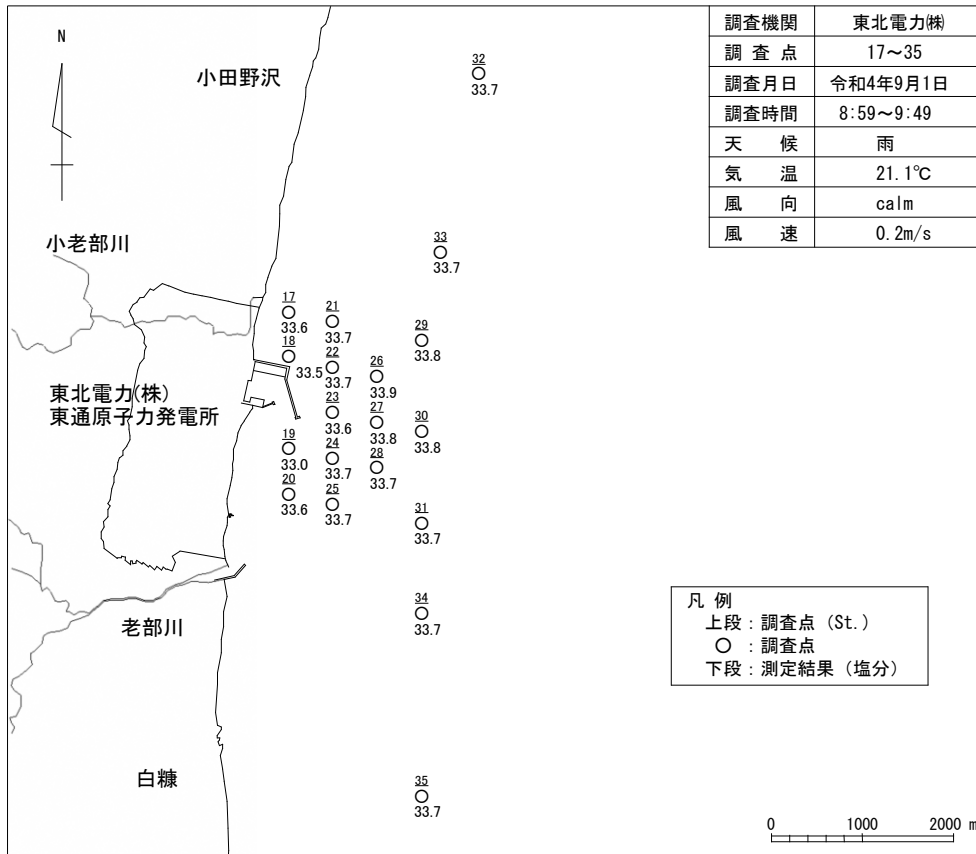 調査機関 東北電力㈱
調 査 点 17～35
調査月日 令和4年9月1日
調査時間 8:59～9:49
天　　候 雨
気　　温 21.1℃
風　　向 calm
風　　速 0.2m/s
N
小田野沢
32
33.7
小老部川
33
33.7
17
33.6
21
33.7
29
33.8
18
33.5
22
33.7
26
33.9
東北電力(株)
東通原子力発電所
23
33.6
27
33.8
30
33.8
19
33.0
24
33.7
28
33.7
20
33.6
25
33.7
31
33.7
34
33.7
老部川
凡 例
上段：調査点（St.）
○ ：調査点
下段：測定結果（塩分）
白糠
35
33.7
0 1000 2000 m